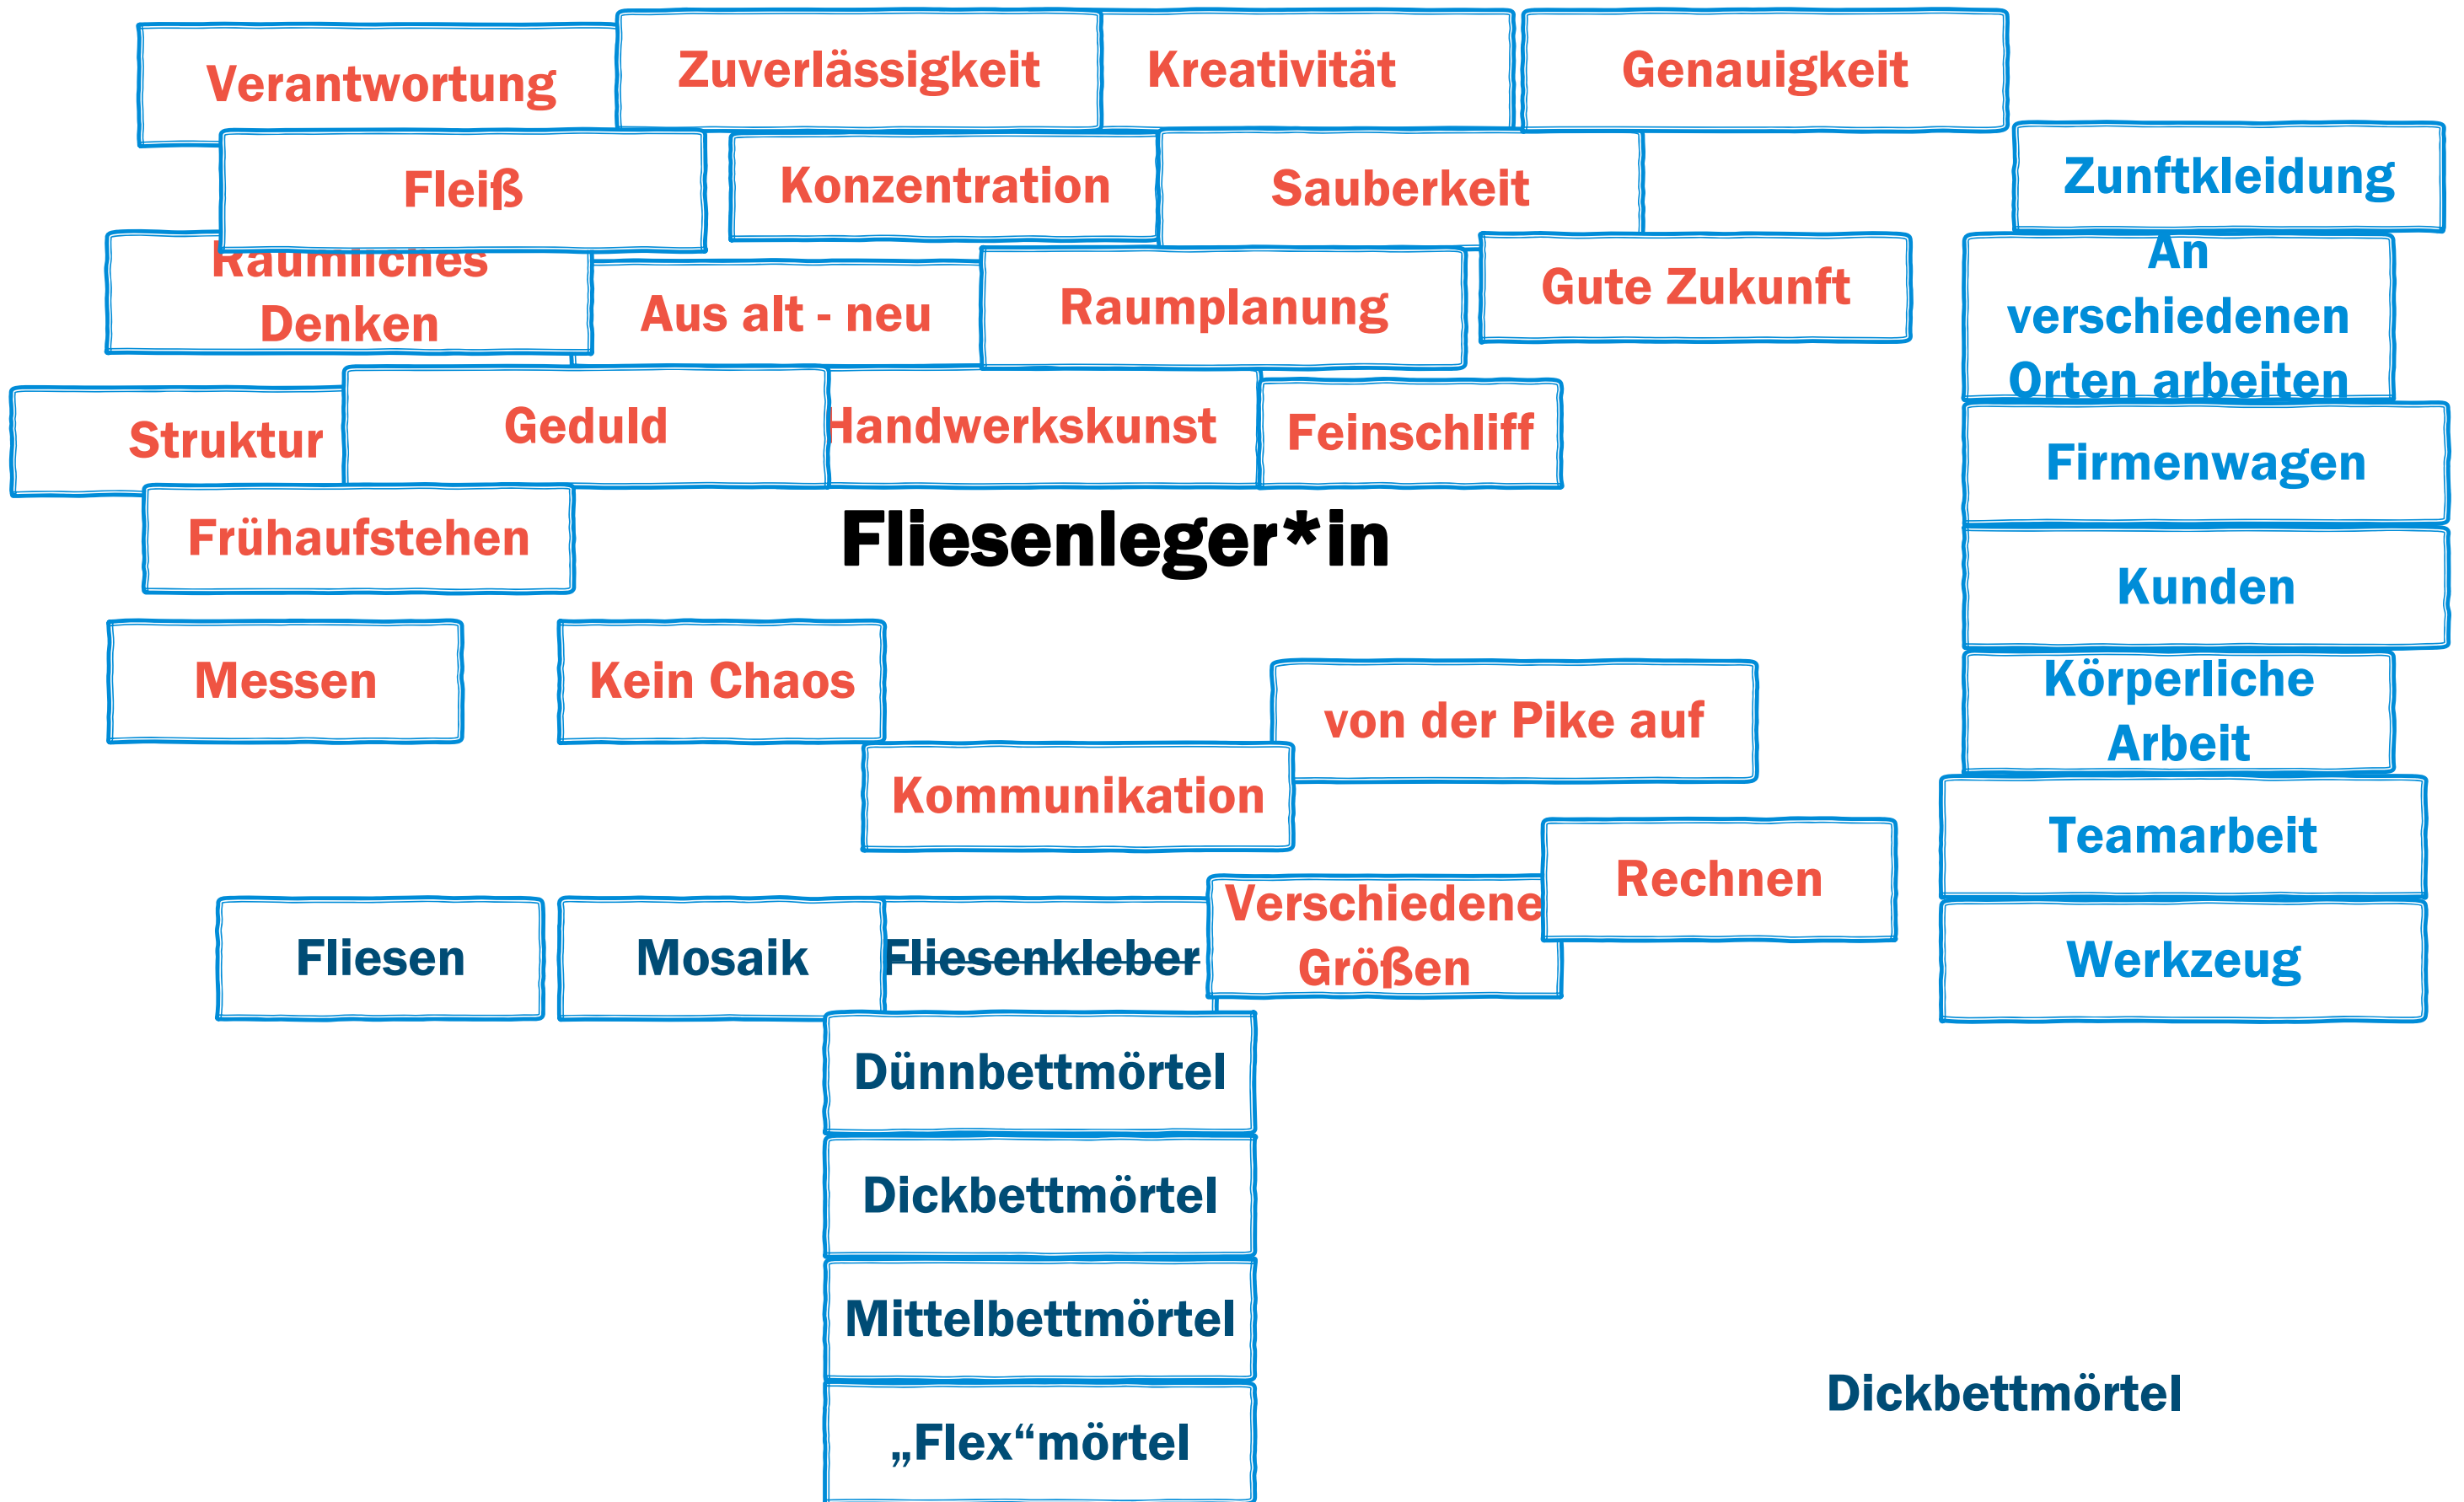 Verantwortung
Zuverlässigkeit
Kreativität
Genauigkeit
Fleiß
Konzentration
Sauberkeit
Zunftkleidung
Räumliches
Denken
Aus alt - neu
Raumplanung
Gute Zukunft
An
verschiedenen
Orten arbeiten
Struktur
Geduld
Handwerkskunst
Feinschliff
Firmenwagen
Frühaufstehen
Fliesenleger*in
Kunden
Messen
Kein Chaos
von der Pike auf
Körperliche
Arbeit
Kommunikation
Teamarbeit
Rechnen
Verschiedene
Größen
Fliesen
Mosaik
Fliesenkleber
Werkzeug
Dünnbettmörtel
Dickbettmörtel
Mittelbettmörtel
Dickbettmörtel
„Flex“mörtel